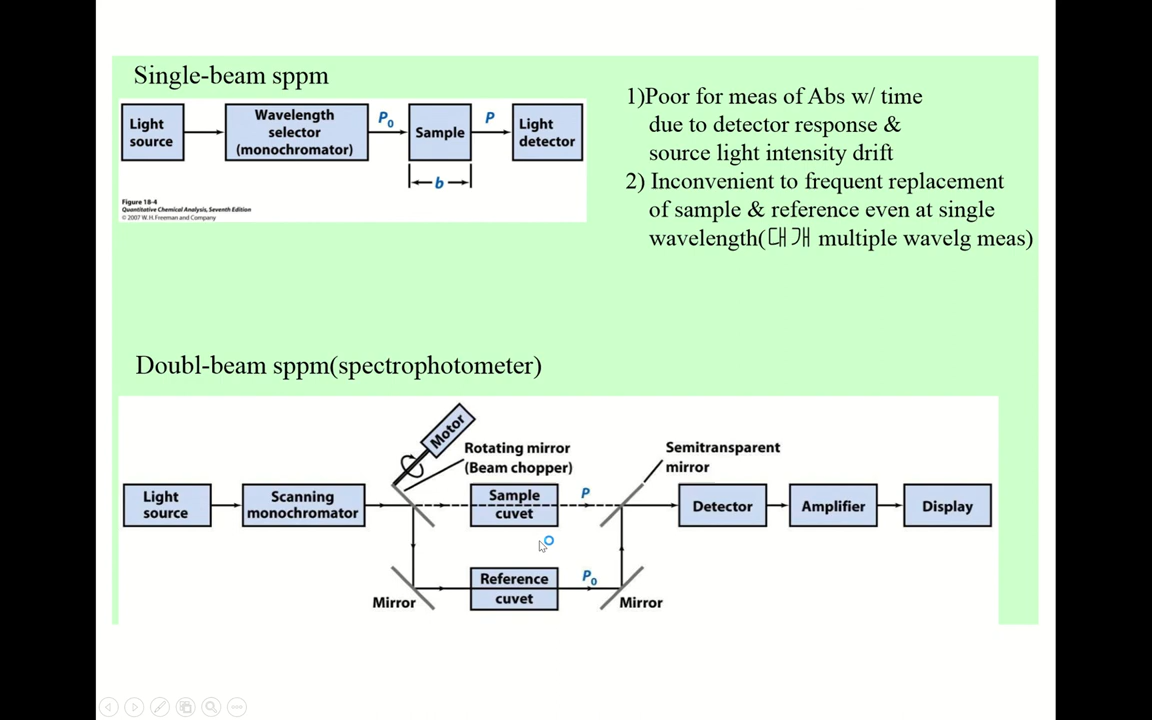 Single-beam sppm
Light
source
Wavelength
selector
(monochromator)
P0
Sample
P
Light
detector
b
Figure 18-4
Quantitative Chemical Analysis, Seventh Edition
© 2007 W.H. Freeman and Company
1)Poor for meas of Abs w/ time
due to detector response &
source light intensity drift
2) Inconvenient to frequent replacement
of sample & reference even at single
wavelength(대개 multiple wavelg meas)
Doubl-beam sppm(spectrophotometer)
Motor
Rotating mirror
(Beam chopper)
Semitransparent
mirror
Light
source
Scanning
monochromator
Sample
cuvet
P
Detector
Amplifier
Display
Mirror
Reference
cuvet
P0
Mirror